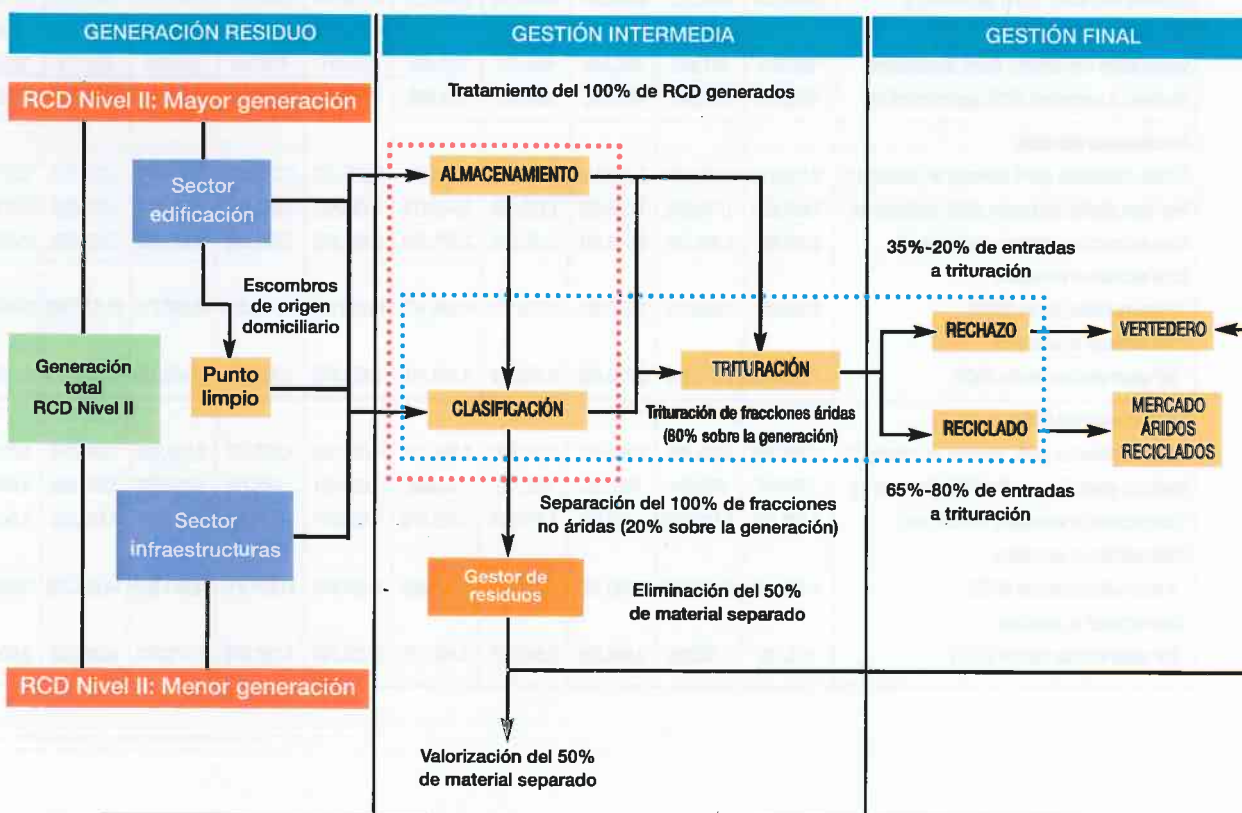 GENERACIÓN RESIDUO
GESTIÓN INTERMEDIA
GESTIÓN FINAL
RCD Nivel II: Mayor generación
Tratamiento del 100% de RCD generados
Sector
edificación
ALMACENAMIENTO
Escombros
de origen
domiciliario
35%-20% de entradas
a trituración
Generación
total
RCD Nivel II
Punto
limpio
CLASIFICACIÓN
TRITURACIÓN
Trituración de fracciones áridas
(80% sobre la generación)
RECHAZO
VERTEDERO
RECICLADO
MERCADO
ÁRIDOS
RECICLADOS
Sector
infraestructuras
Separación del 100% de fracciones
no áridas (20% sobre la generación)
65%-80% de entradas
a trituración
Gestor de
residuos
Eliminación del 50%
de material separado
RCD Nivel II: Menor generación
Valorización del 50%
de material separado